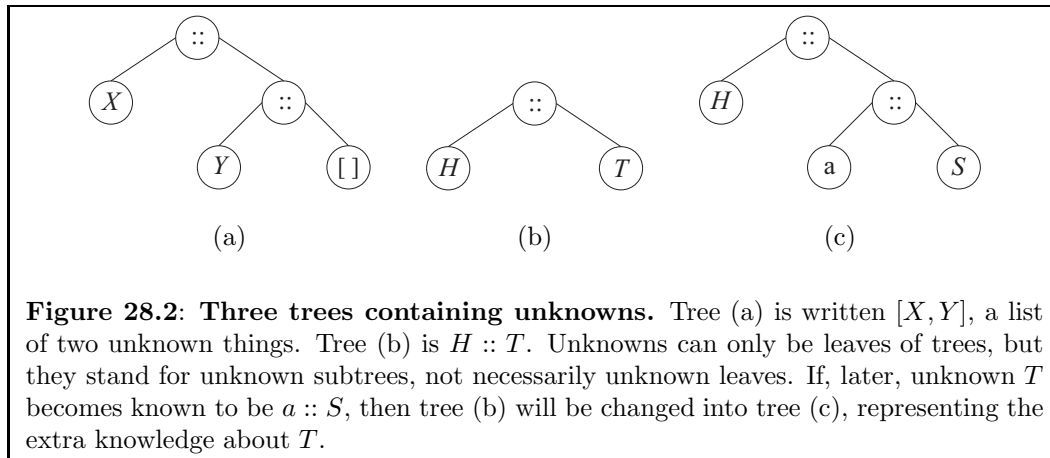 :: :: 
X :: :: H ::
Y [ ] H T a S
(a) (b) (c)
Figure 28.2: Three trees containing unknowns. Tree (a) is written [X, Y], a list
of two unknown things. Tree (b) is H :: T. Unknowns can only be leaves of trees, but
they stand for unknown subtrees, not necessarily unknown leaves. If, later, unknown T
becomes known to be a :: S, then tree (b) will be changed into tree (c), representing the
extra knowledge about T.